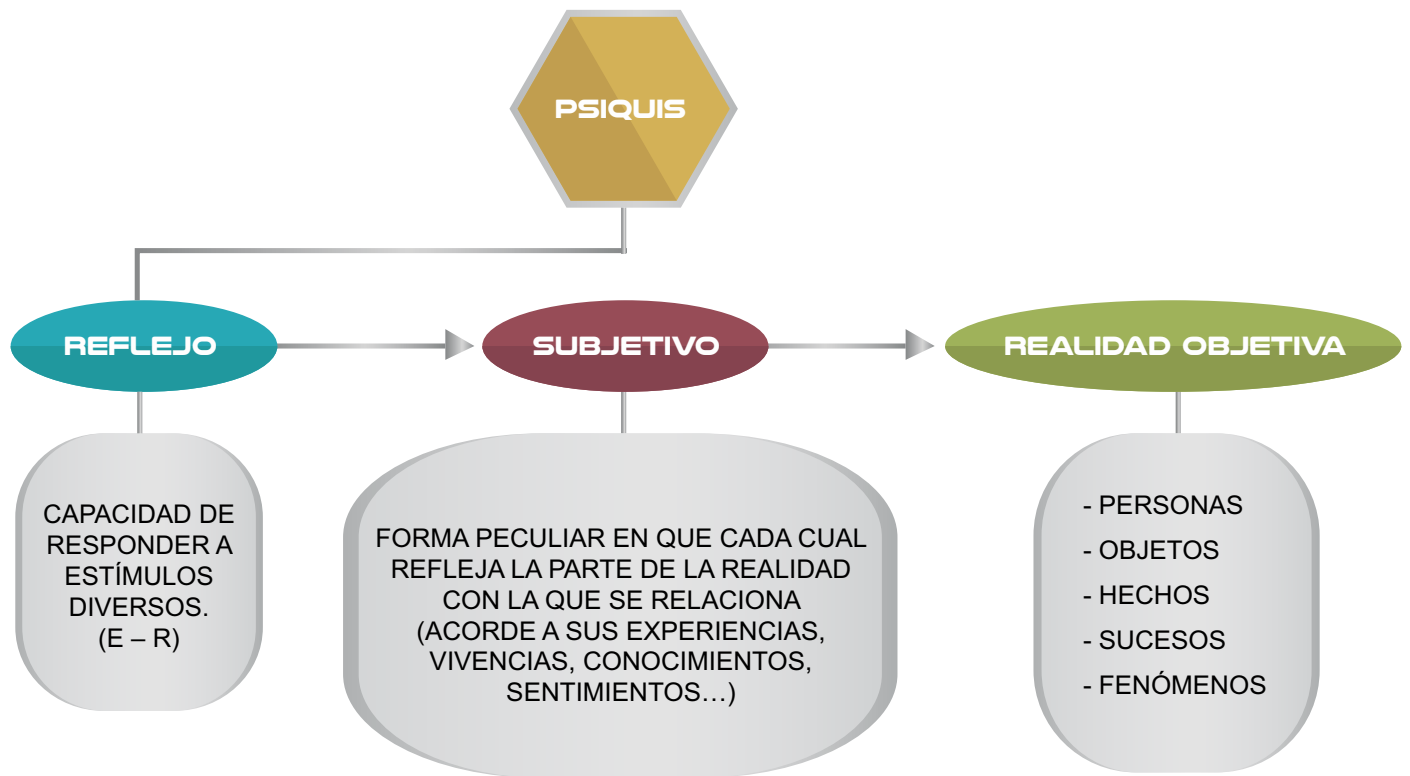 PSIQUIS
REFLEJO
SUBJETIVO
REALIDAD OBJETIVA
CAPACIDAD DE
RESPONDER A
ESTÍMULOS
DIVERSOS.
(E – R)
FORMA PECULIAR EN QUE CADA CUAL
REFLEJA LA PARTE DE LA REALIDAD
CON LA QUE SE RELACIONA
(ACORDE A SUS EXPERIENCIAS,
VIVENCIAS, CONOCIMIENTOS,
SENTIMIENTOS…)
- PERSONAS
- OBJETOS
- HECHOS
- SUCESOS
- FENÓMENOS